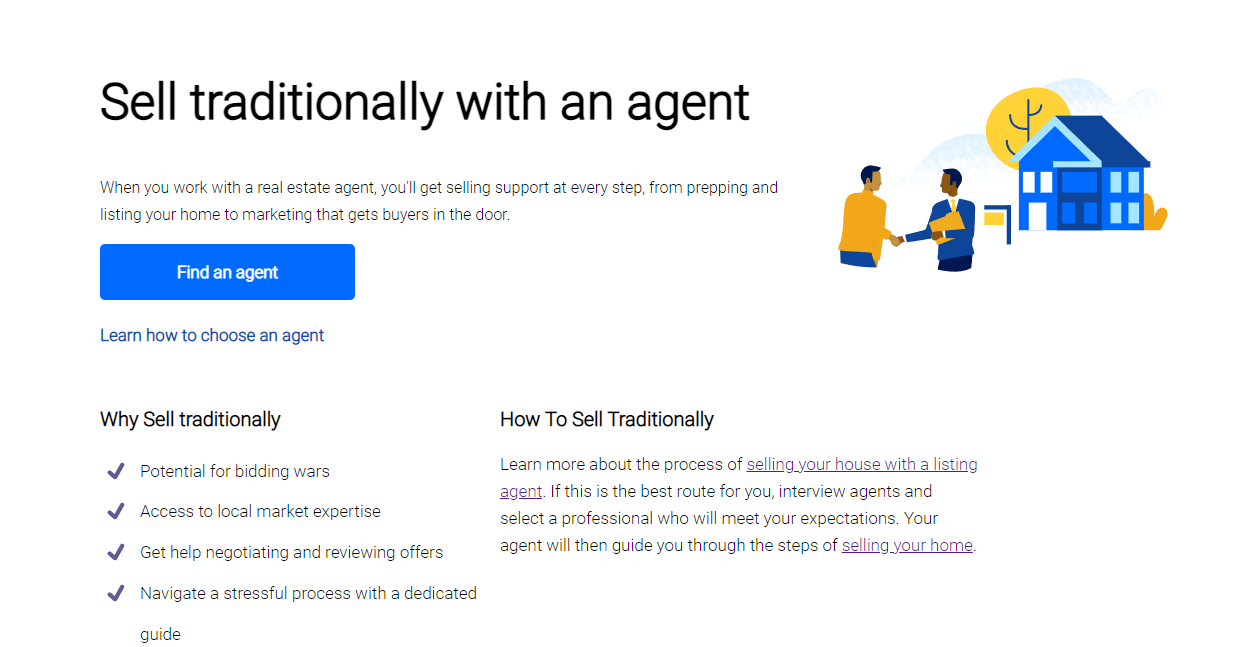 Sell traditionally with an agent
When you work with a real estate agent, you'll get selling support at every step, from prepping and
listing your home to marketing that gets buyers in the door.
Find an agent
Learn how to choose an agent
Why Sell traditionally
Potential for bidding wars
Access to local market expertise
Get help negotiating and reviewing offers
Navigate a stressful process with a dedicated
guide
How To Sell Traditionally
Learn more about the process of selling your house with a listing
agent. If this is the best route for you, interview agents and
select a professional who will meet your expectations. Your
agent will then guide you through the steps of selling your home.